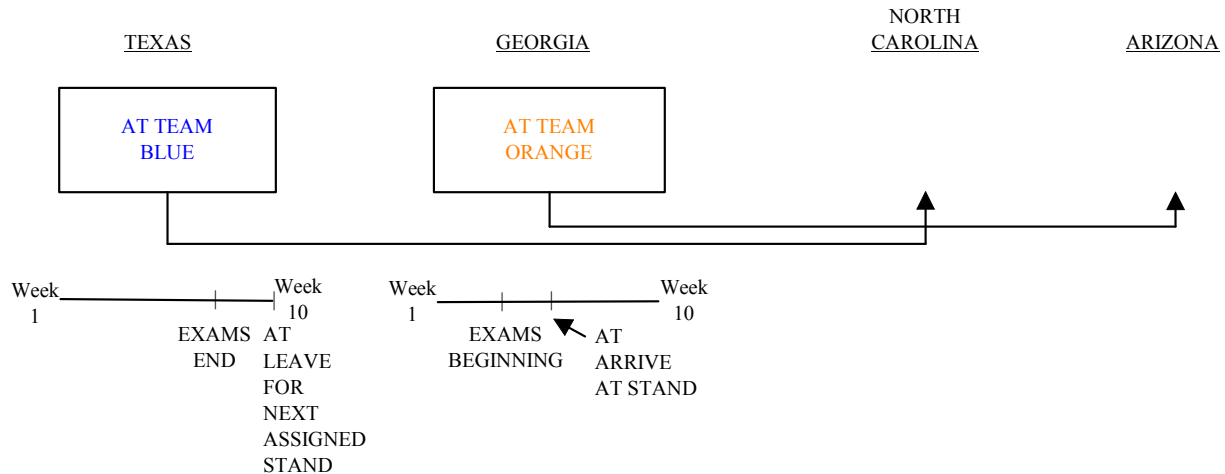 TEXAS
GEORGIA
NORTH
CAROLINA
ARIZONA
AT TEAM
BLUE
AT TEAM
ORANGE
Week
1
Week
10
EXAMS
END
AT
LEAVE
FOR
NEXT
ASSIGNED
STAND
Week
1
Week
10
EXAMS
BEGINNING
AT
ARRIVE
AT STAND